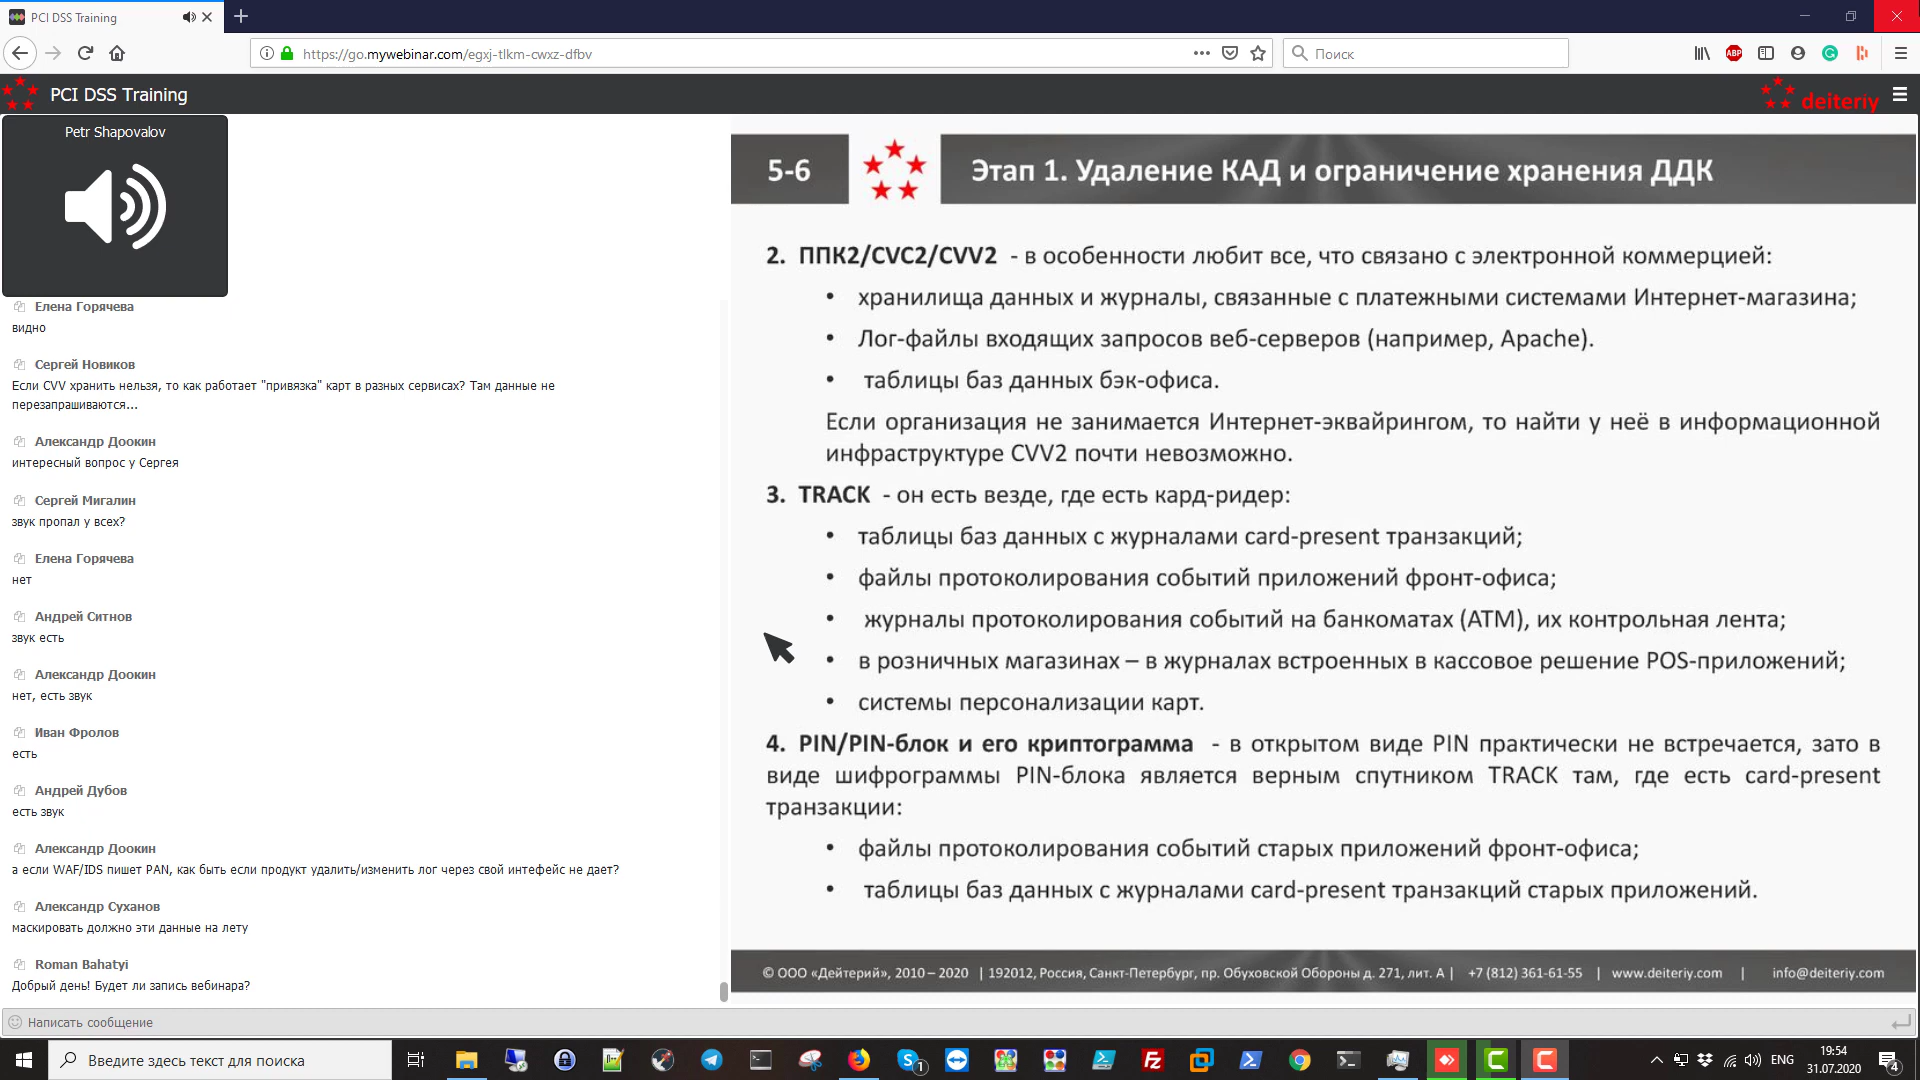 PCI DSS Training
https://go.mywebinar.com/egxj-tlkm-cwxz-dfbv
Поиск
ABP
PCI DSS Training
deiteriy
Petr Shapovalov
Елена Горячева
видно
Сергей Новиков
Если CVV хранить нельзя, то как работает "привязка" карт в разных сервисах? Там данные не
перезапрашиваются...
Александр Доокин
интересный вопрос у Сергея
Сергей Мигалин
звук пропал у всех?
Елена Горячева
нет
Андрей Ситнов
звук есть
Александр Доокин
нет, есть звук
Иван Фролов
есть
Андрей Дубов
есть звук
Александр Доокин
а если WAF/IDS пишет PAN, как быть если продукт удалить/изменить лог через свой интефейс не дает?
Александр Суханов
маскировать должно эти данные на лету
Roman Bahatyi
Добрый день! Будет ли запись вебинара?
Написать сообщение
5-6
Этап 1. Удаление КАД и ограничение хранения ДДК
2. ППК2/CVC2/CVV2 - в особенности любит все, что связано с электронной коммерцией:
• хранилища данных и журналы, связанные с платежными системами Интернет-магазина;
• Лог-файлы входящих запросов веб-серверов (например, Apache).
• таблицы баз данных бэк-офиса.
Если организация не занимается Интернет-эквайрингом, то найти у неё в информационной
инфраструктуре CVV2 почти невозможно.
3. TRACK - он есть везде, где есть кард-ридер:
• таблицы баз данных с журналами card-present транзакций;
• файлы протоколирования событий приложений фронт-офиса;
• журналы протоколирования событий на банкоматах (ATM), их контрольная лента;
• в розничных магазинах – в журналах встроенных в кассовое решение POS-приложений;
• системы персонализации карт.
4. PIN/PIN-блок и его криптограмма - в открытом виде PIN практически не встречается, зато в
виде шифрограммы PIN-блока является верным спутником TRACK там, где есть card-present
транзакции:
• файлы протоколирования событий старых приложений фронт-офиса;
• таблицы баз данных с журналами card-present транзакций старых приложений.
© ООО «Дейтерий», 2010 – 2020 | 192012, Россия, Санкт-Петербург, пр. Обуховской Обороны д. 271, лит. А | +7 (812) 361-61-55 | www.deiteriy.com | info@deiteriy.com
Введите здесь текст для поиска
1
ENG
19:54
31.07.2020
4